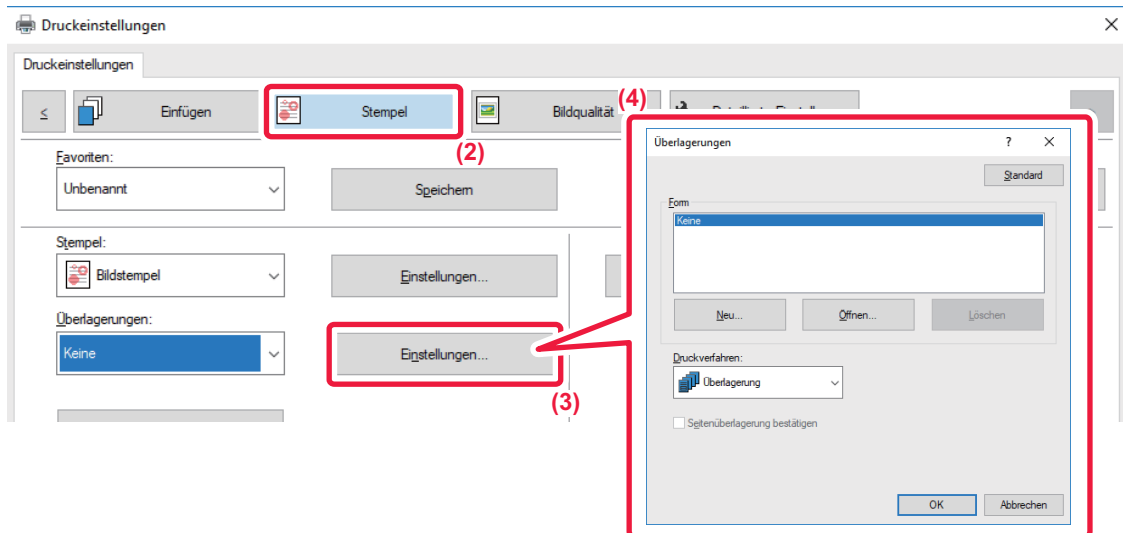 Druckeinstellungen
Druckeinstellungen
≤
Einfügen
Stempel
Bildqualität
(4)
(2)
Favoriten:
Unbenannt
Speichern
Stempel:
Bildstempel
Einstellungen...
Überlagerungen:
Keine
Einstellungen...
(3)
Überlagerungen
?
Standard
Form
Keine
Neu...
Öffnen...
Löschen
Druckverfahren:
Überlagerung
Seitenüberlagerung bestätigen
OK
Abbrechen